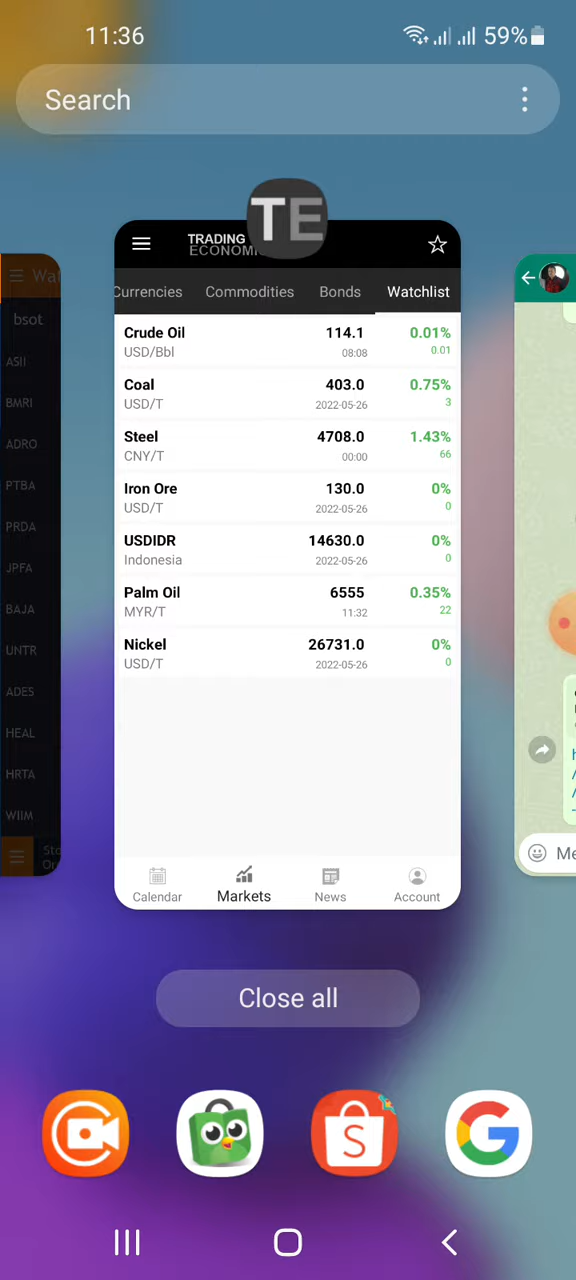 11:36
59%
Search
TE
TRADING
ECONOMI
Currencies Commodities Bonds Watchlist
Crude Oil 114.1 0.01%
USD/Bbl 08:08 0.01
Coal 403.0 0.75%
USD/T 2022-05-26 3
Steel 4708.0 1.43%
CNY/T 00:00 66
Iron Ore 130.0 0%
USD/T 2022-05-26 0
USDIDR 14630.0 0%
Indonesia 2022-05-26 0
Palm Oil 6555 0.35%
MYR/T 11:32 22
Nickel 26731.0 0%
USD/T 2022-05-26 0
Calendar Markets News Account
Wat
bsot
ASII
BMRI
ADRO
PTBA
PRDA
JPFA
BAJA
UNTR
ADES
HEAL
HRTA
WIIM
Sto
Or
Me
Close all
S
G